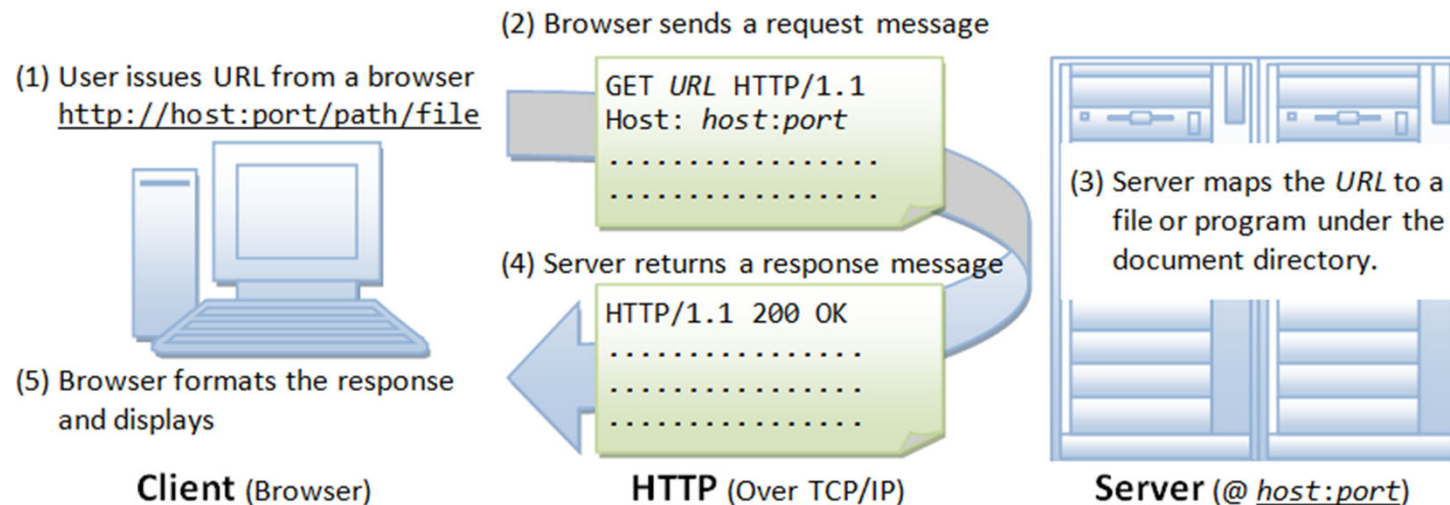 (1) User issues URL from a browser
http://host:port/path/file
(2) Browser sends a request message
GET URL HTTP/1.1
Host: host:port
.................
.................
(3) Server maps the URL to a
file or program under the
document directory.
(4) Server returns a response message
HTTP/1.1 200 OK
................
................
................
(5) Browser formats the response
and displays
Client (Browser)
HTTP (Over TCP/IP)
Server (@ host:port)